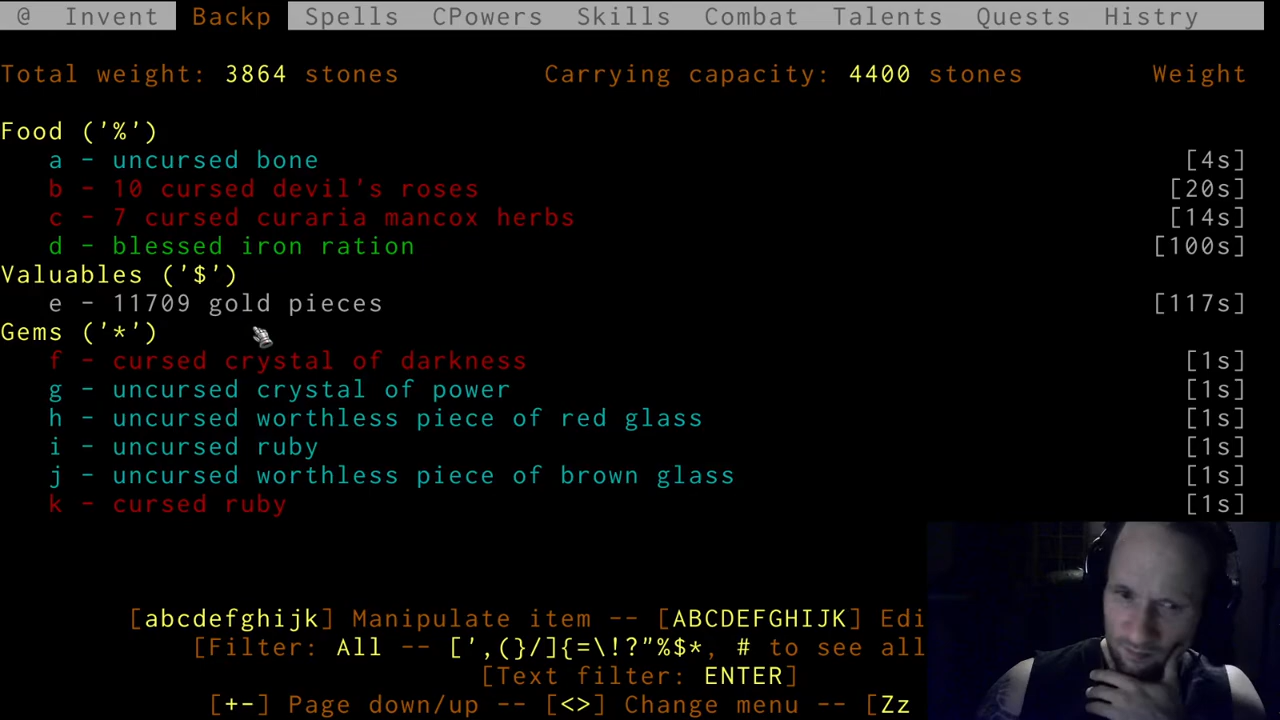 @ Invent Backp Spells CPowers Skills Combat Talents Quests Histry
Total weight: 3864 stones Carrying capacity: 4400 stones Weight
Food ('%')
a - uncursed bone [4s]
b - 10 cursed devil's roses [20s]
c - 7 cursed curaria mancox herbs [14s]
d - blessed iron ration [100s]
Valuables ('$')
e - 11709 gold pieces [117s]
Gems ('*')
f - cursed crystal of darkness [1s]
g - uncursed crystal of power [1s]
h - uncursed worthless piece of red glass [1s]
i - uncursed ruby [1s]
j - uncursed worthless piece of brown glass [1s]
k - cursed ruby [1s]
[abcdefghijk] Manipulate item -- [ABCDEFGHIJK] Edi
[Filter: All -- [',(}/]{=\!?"%$*, # to see all
[Text filter: ENTER]
[+-] Page down/up -- [<>] Change menu -- [Zz